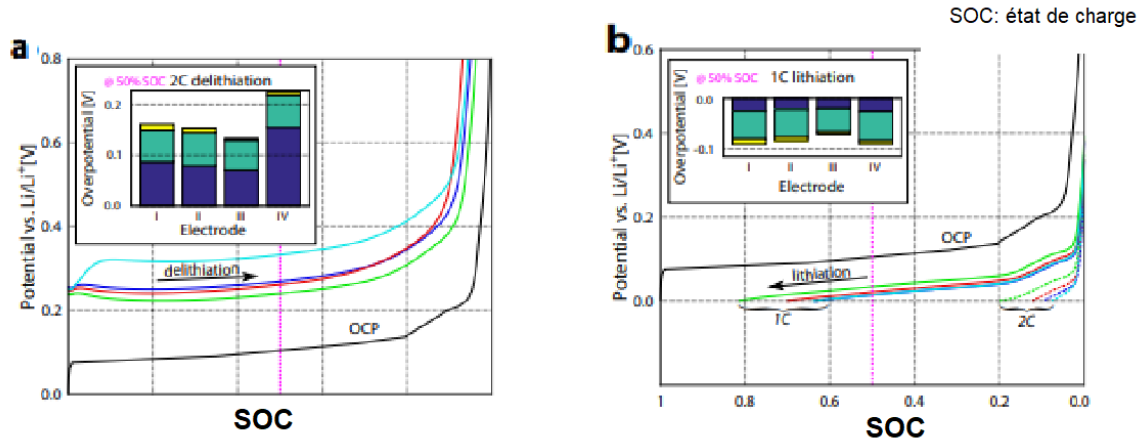 SOC: état de charge
a
Potential vs. Li/Li⁺[V]
0.8
0.6
0.4
0.2
0.0
@ 50% SOC 2C delithiation
Overpotential [V]
0.2
0.1
0.0
I II III IV
Electrode
delithiation
OCP
SOC
b
Potential vs. Li/Li⁺[V]
0.6
0.4
0.2
0.0
@ 50% SOC 1C lithiation
Overpotential [V]
0.0
-0.1
I II III IV
Electrode
OCP
lithiation
1C
2C
1 0.8 0.6 0.4 0.2 0.0
SOC